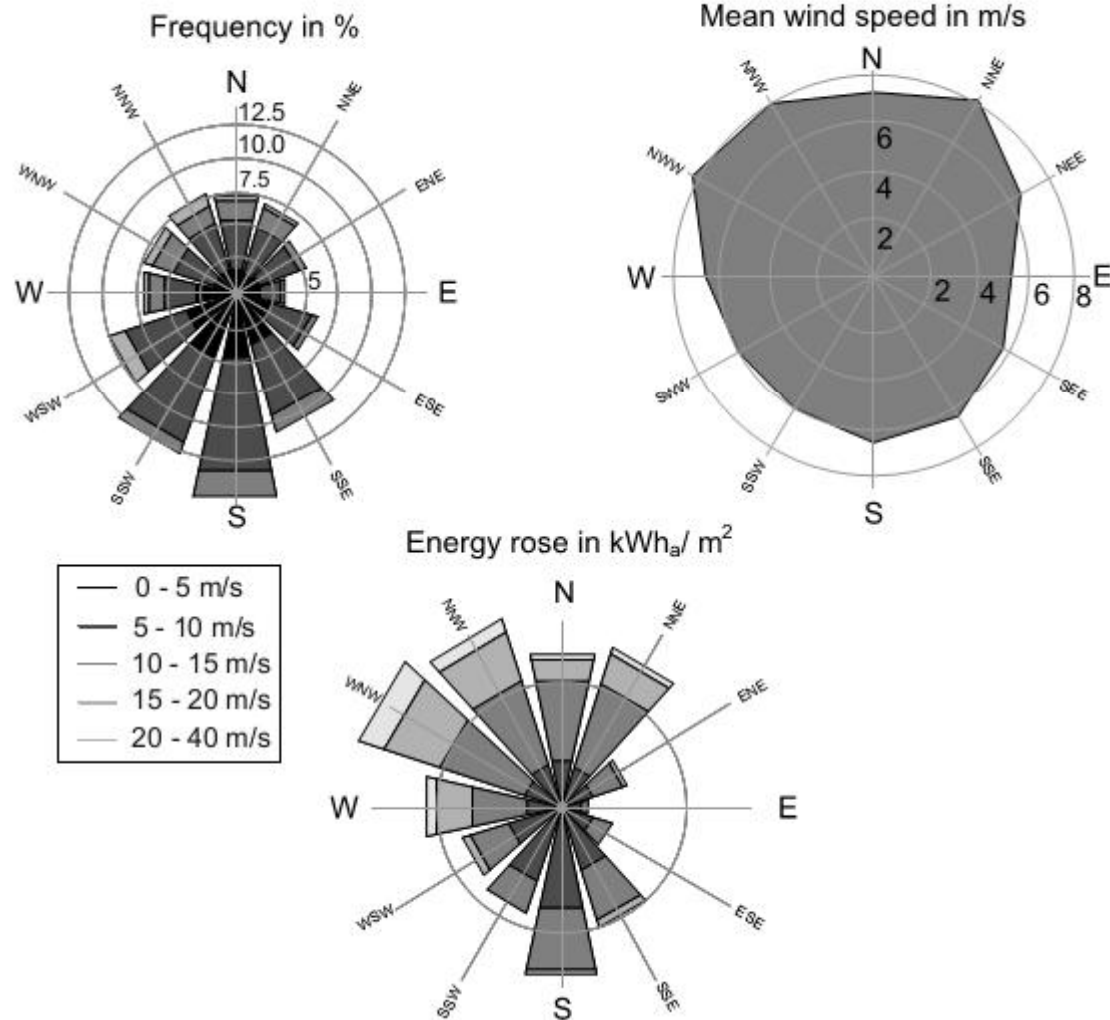 Frequency in %
N
NNW
NNE
12.5
10.0
7.5
WNW
ENE
W
5
E
WSW
ESE
SSW
SSE
S
Mean wind speed in m/s
N
NNW
NNE
6
NWW
NEE
4
2
W
2
4
6
8
E
SWW
SEE
SSW
SSE
S
Energy rose in kWhₐ/ m²
N
NNW
NNE
WNW
ENE
W
E
WSW
ESE
SSW
SSE
S
0 - 5 m/s
5 - 10 m/s
10 - 15 m/s
15 - 20 m/s
20 - 40 m/s